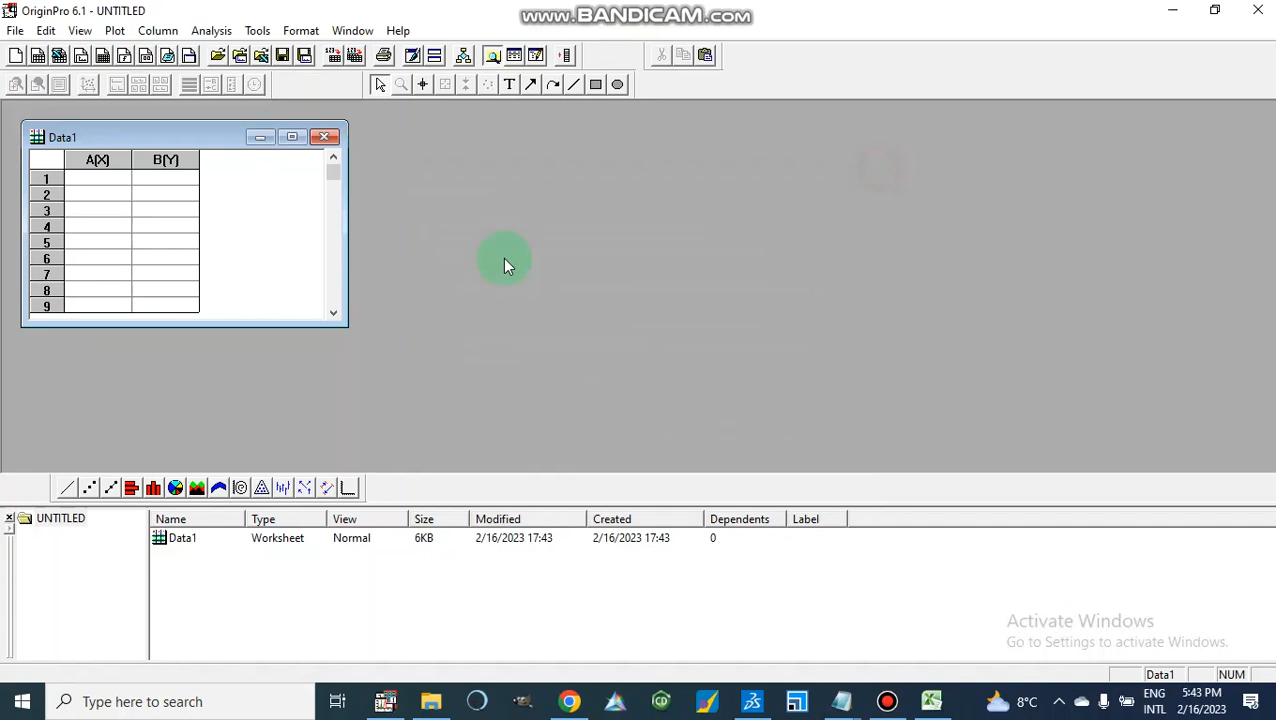 OriginPro 6.1 - UNTITLED
www.BANDICAM.com
File Edit View Plot Column Analysis Tools Format Window Help
Data1
A(X) B(Y)
1
2
3
4
5
6
7
8
9
UNTITLED
Name Type View Size Modified Created Dependents Label
Data1 Worksheet Normal 6KB 2/16/2023 17:43 2/16/2023 17:43 0
Activate Windows
Go to Settings to activate Windows.
Data1 NUM
Type here to search
8°C
ENG
INTL
5:43 PM
2/16/2023